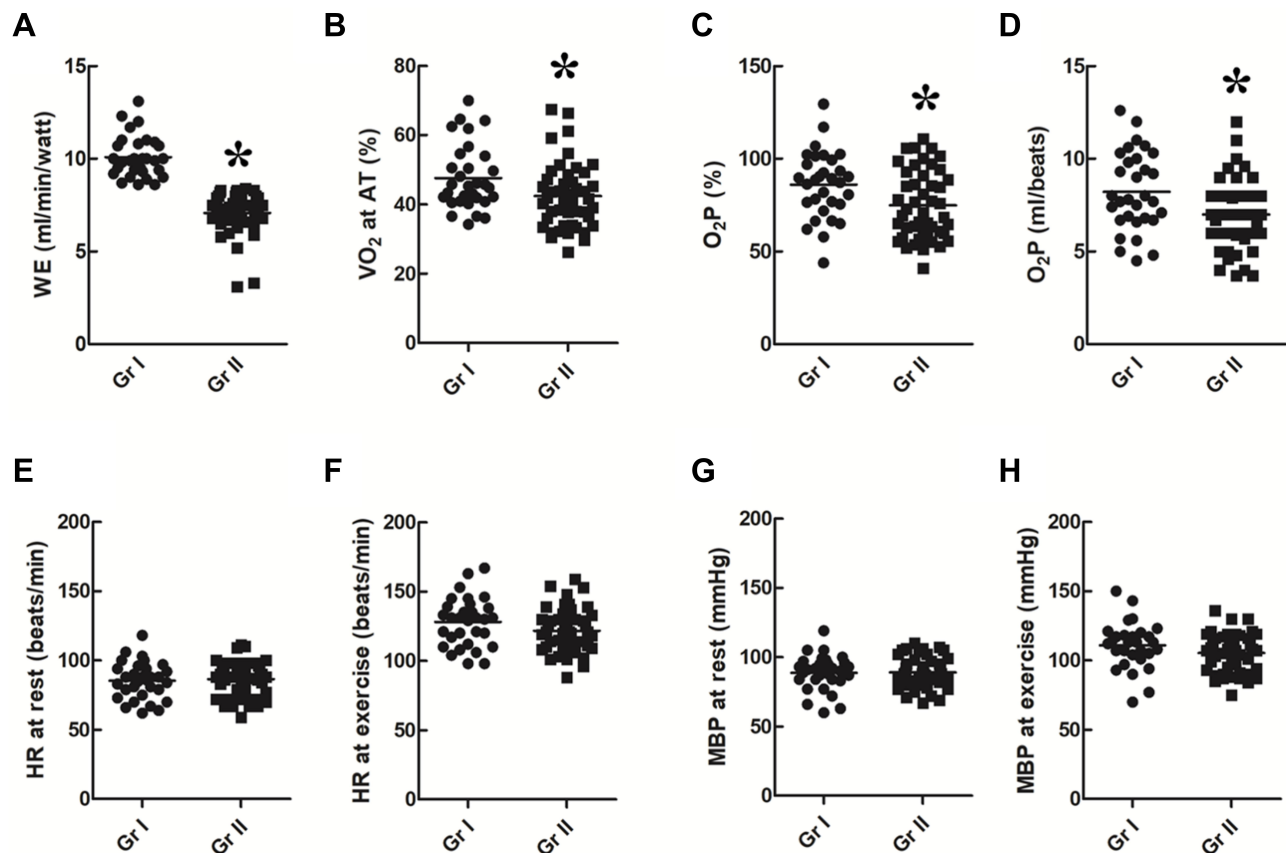 A
WE (ml/min/watt)
15
10
5
0
*
Gr I
Gr II
B
VO2 at AT (%)
80
60
40
20
0
*
Gr I
Gr II
C
O2P (%)
150
100
50
0
*
Gr I
Gr II
D
O2P (ml/beats)
15
10
5
0
*
Gr I
Gr II
E
HR at rest (beats/min)
200
150
100
50
0
Gr I
Gr II
F
HR at exercise (beats/min)
200
150
100
50
0
Gr I
Gr II
G
MBP at rest (mmHg)
200
150
100
50
0
Gr I
Gr II
H
MBP at exercise (mmHg)
200
150
100
50
0
Gr I
Gr II